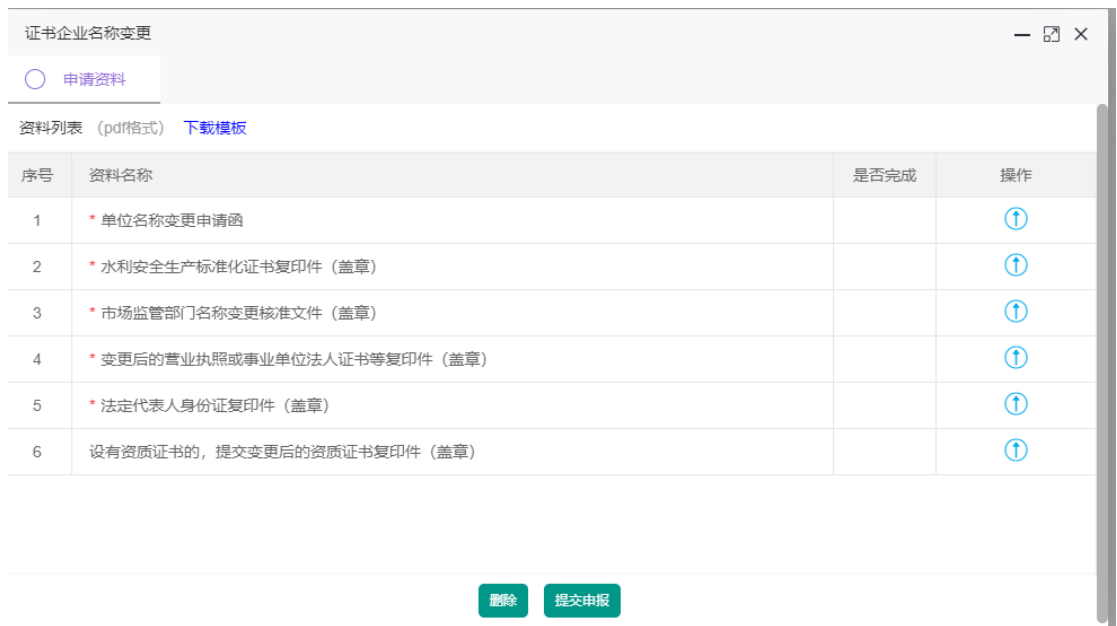 证书企业名称变更
申请资料
资料列表 (pdf格式) 下载模板
序号 资料名称 是否完成 操作
1 * 单位名称变更申请函
2 * 水利安全生产标准化证书复印件（盖章）
3 * 市场监管部门名称变更核准文件（盖章）
4 * 变更后的营业执照或事业单位法人证书等复印件（盖章）
5 * 法定代表人身份证复印件（盖章）
6 设有资质证书的，提交变更后的资质证书复印件（盖章）
删除 提交申报